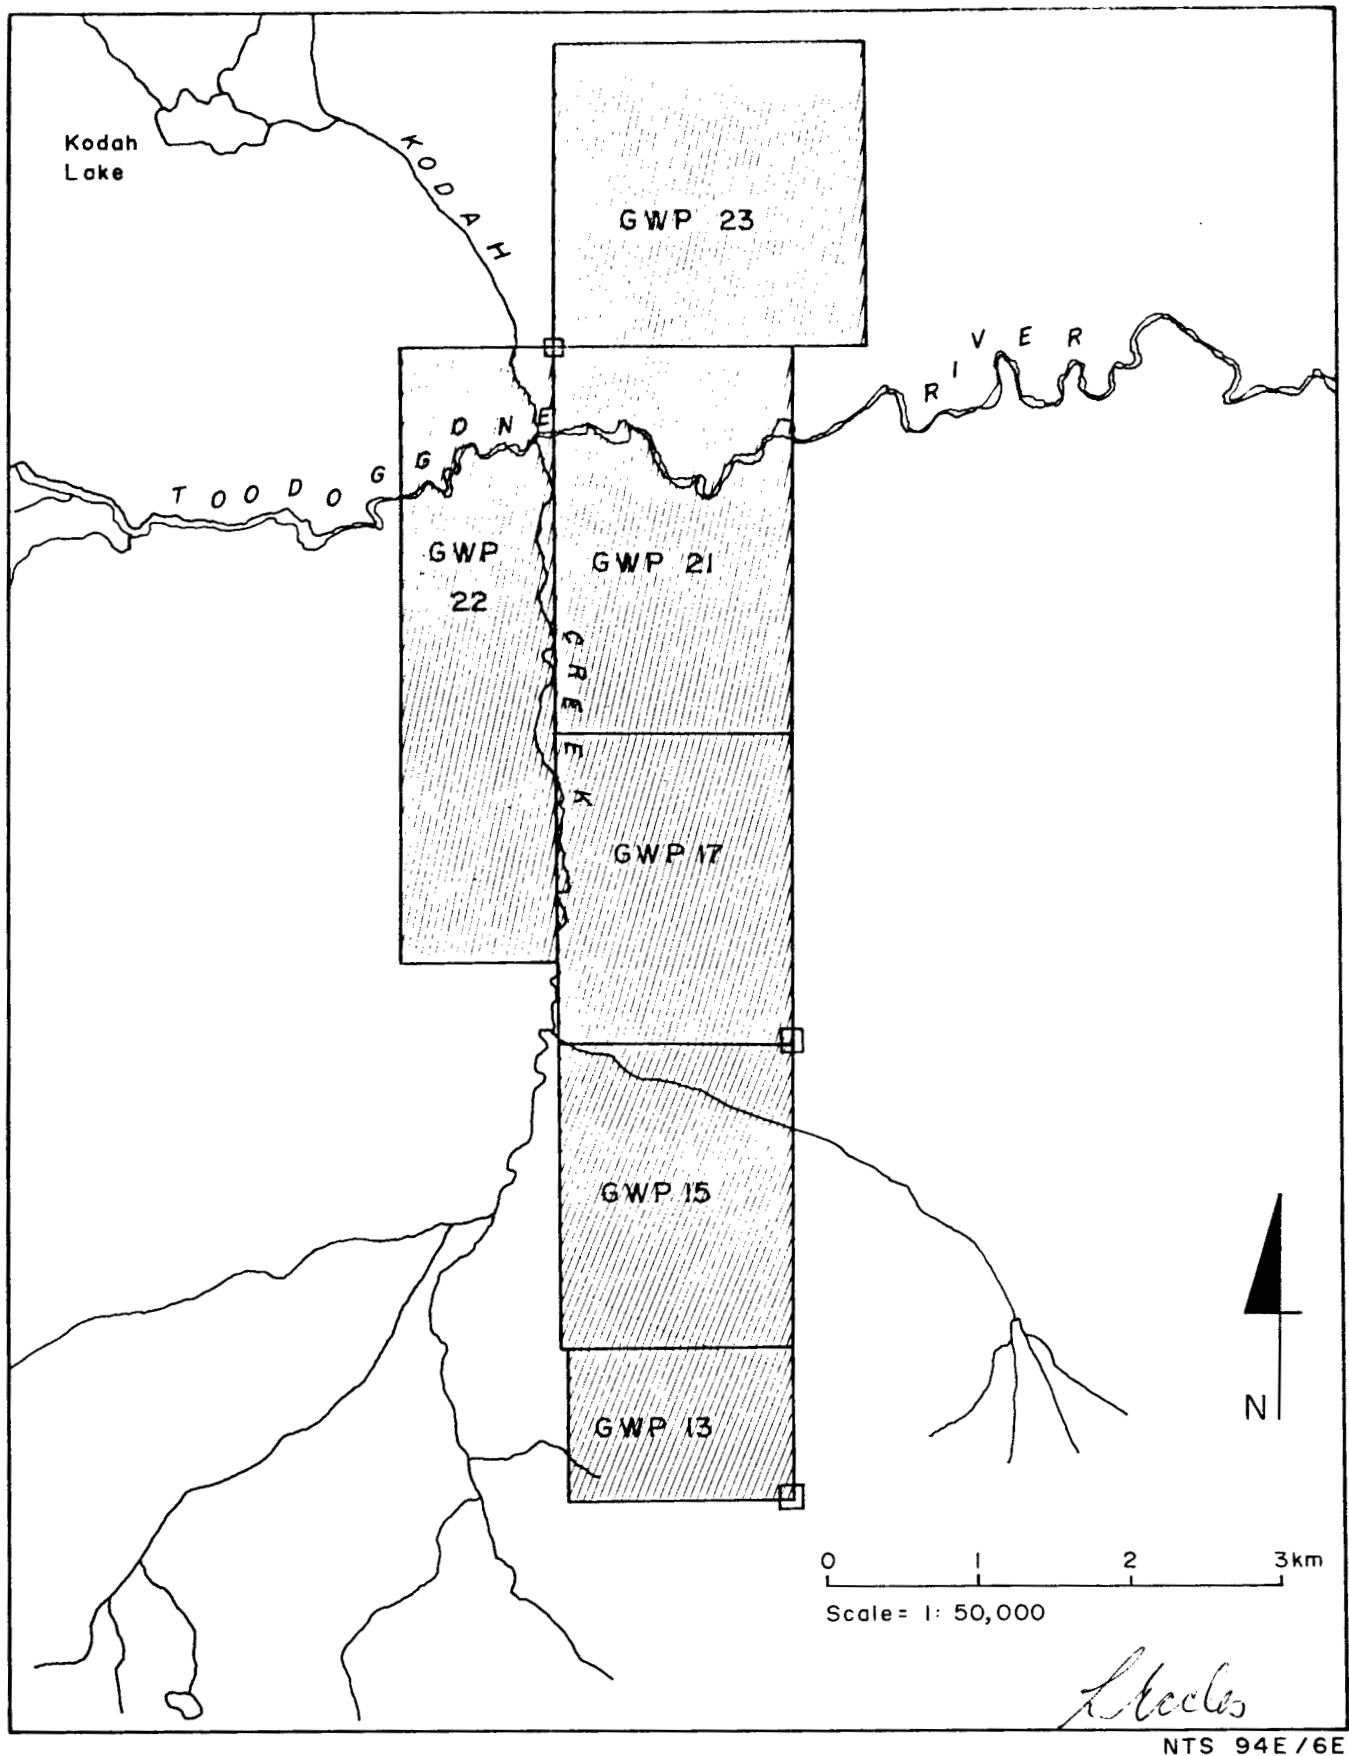 Kodah
Lake
KODAH
GWP 23
RIVER
TOODOGGONE
GWP
22
GWP 21
CREEK
GWP 17
GWP 15
N
GWP 13
0 1 2 3km
Scale= 1: 50,000
NTS 94E/6E